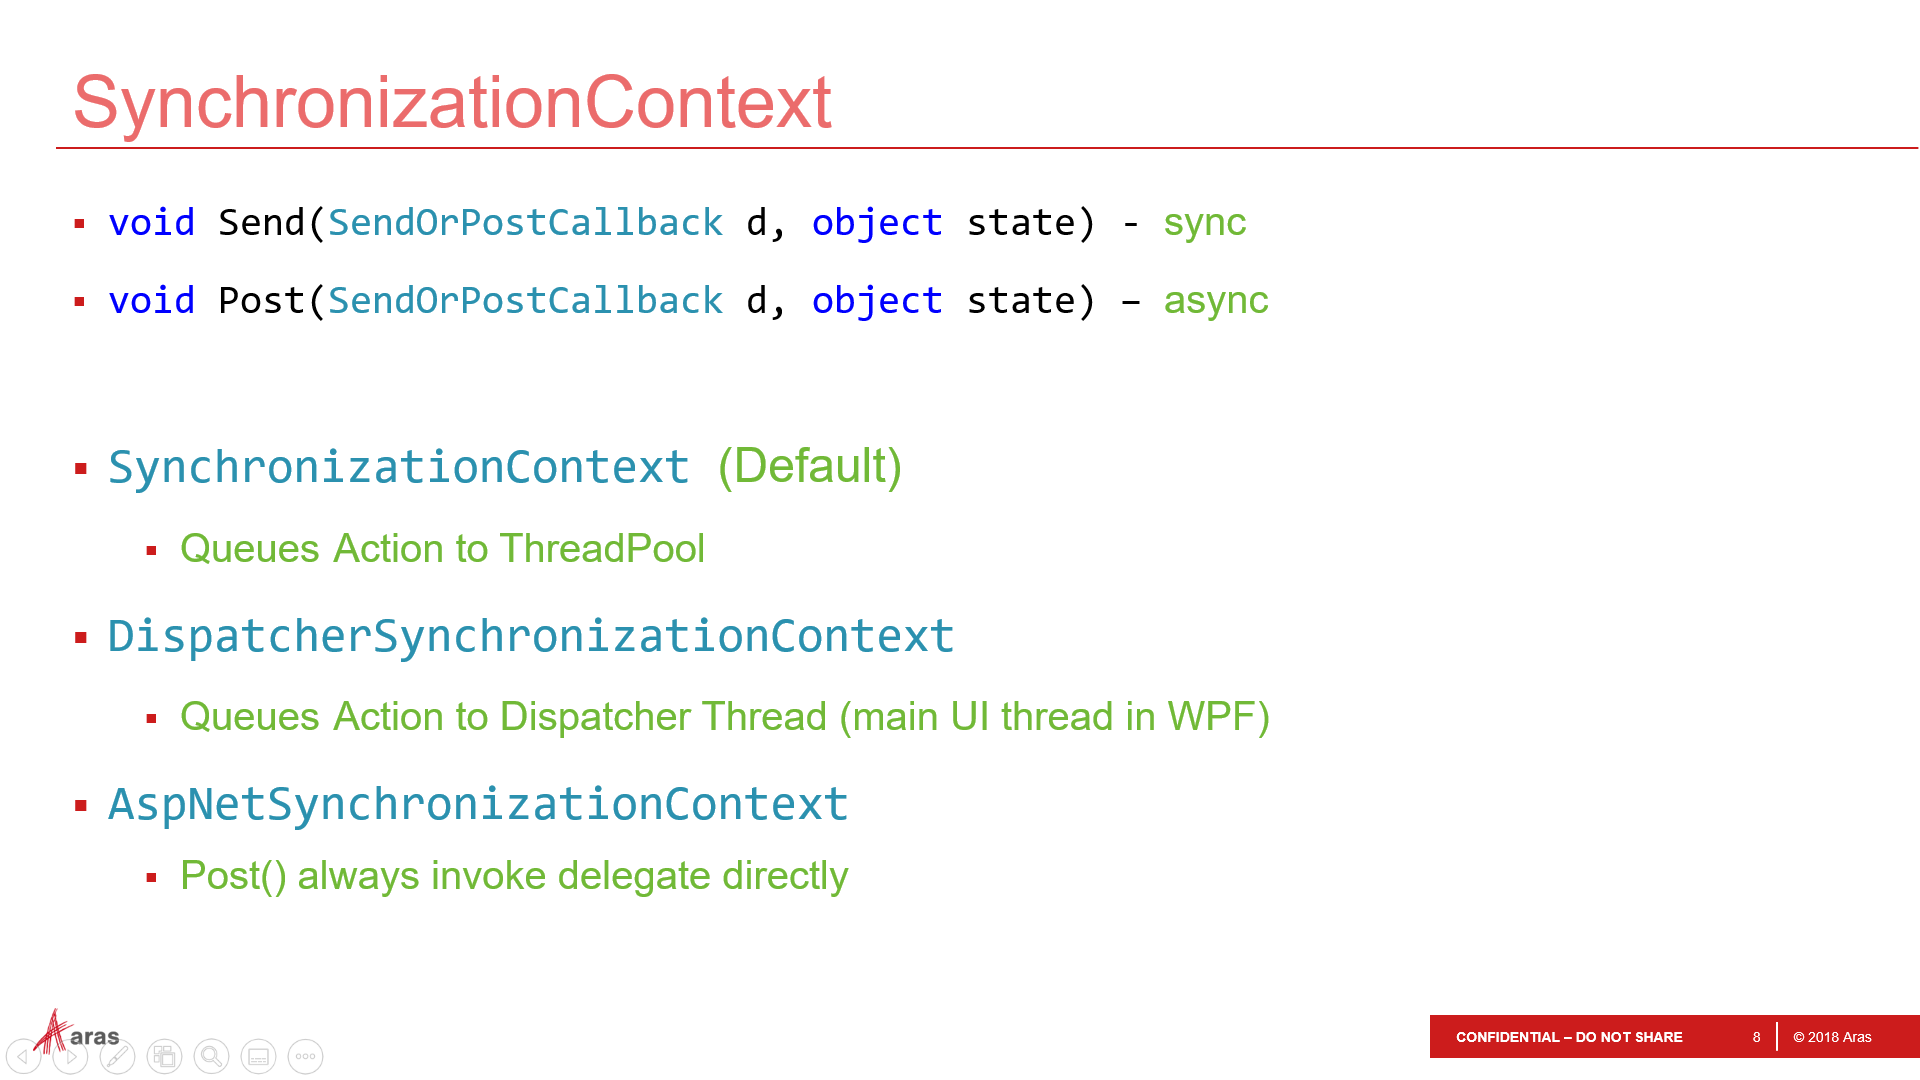 SynchronizationContext
void Send(SendOrPostCallback d, object state) - sync
void Post(SendOrPostCallback d, object state) – async
SynchronizationContext (Default)
Queues Action to ThreadPool
DispatcherSynchronizationContext
Queues Action to Dispatcher Thread (main UI thread in WPF)
AspNetSynchronizationContext
Post() always invoke delegate directly
aras
CONFIDENTIAL – DO NOT SHARE 8 © 2018 Aras